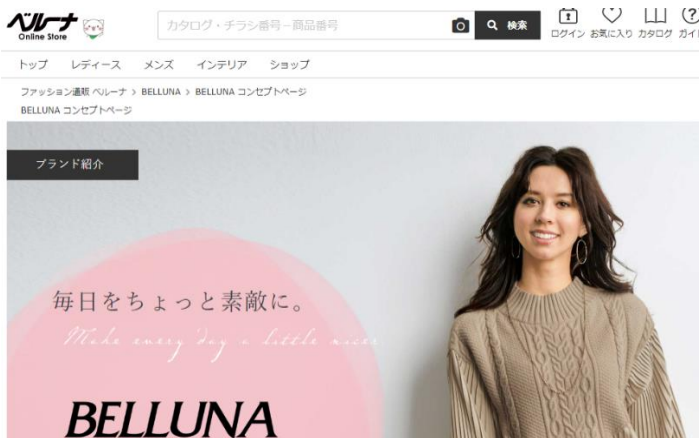 ベルーナ
Online Store
カタログ・チラシ番号－商品番号
検索
ログイン お気に入り カタログ ガイ
トップ レディース メンズ インテリア ショップ
ファッション通販 ベルーナ > BELLUNA > BELLUNA コンセプトページ
BELLUNA コンセプトページ
ブランド紹介
毎日をちょっと素敵に。
Make every day a little nicer
BELLUNA